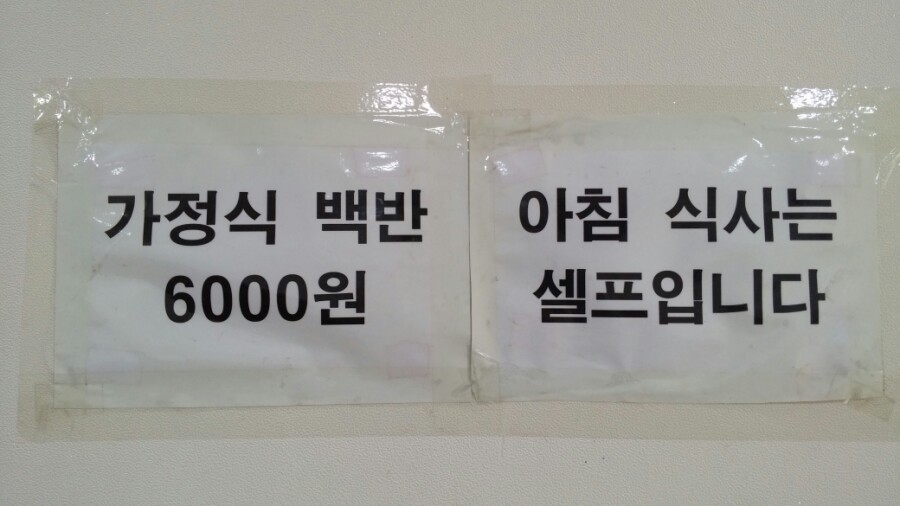 가정식 백반
6000원
아침 식사는
셀프입니다